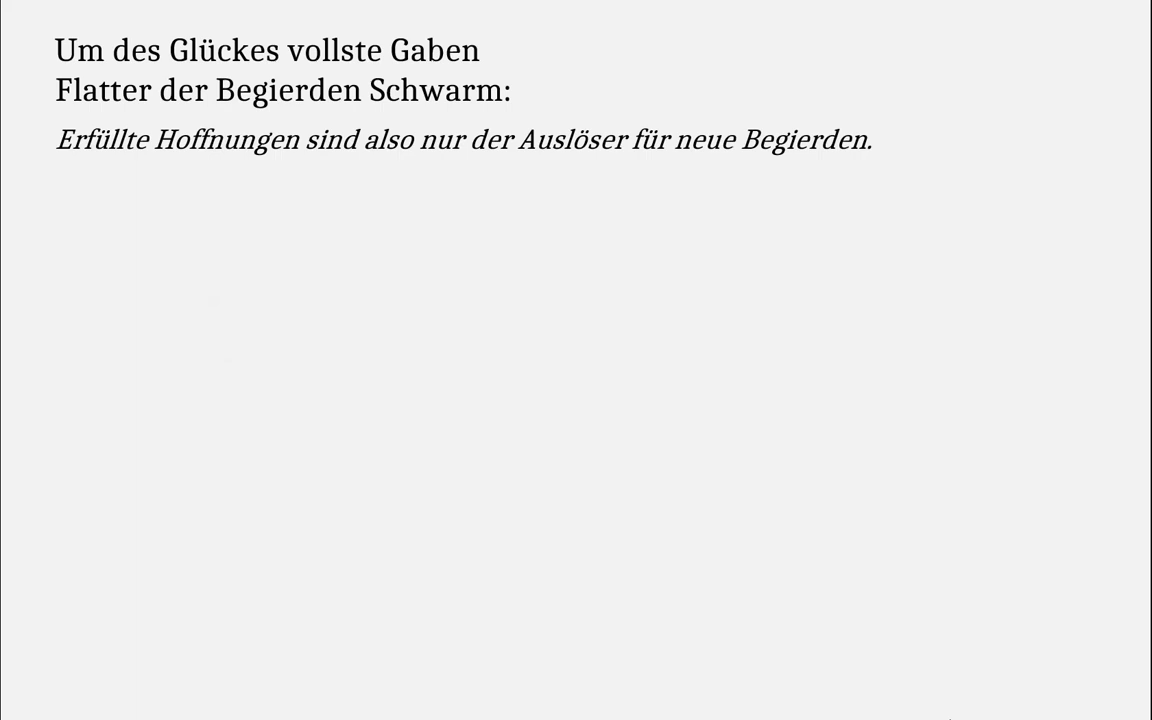 Um des Glückes vollste Gaben
Flatter der Begierden Schwarm:
Erfüllte Hoffnungen sind also nur der Auslöser für neue Begierden.